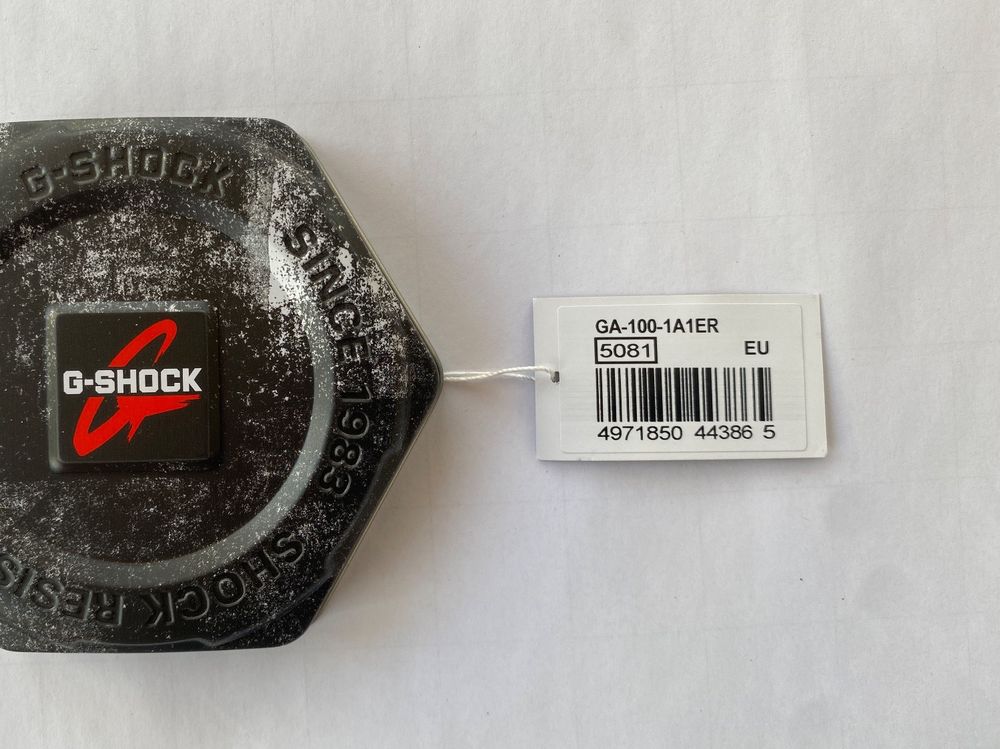 G-SHOCK
SINCE 1983
SHOCK RESIS
G-SHOCK
GA-100-1A1ER
5081
EU
4971850 44386 5